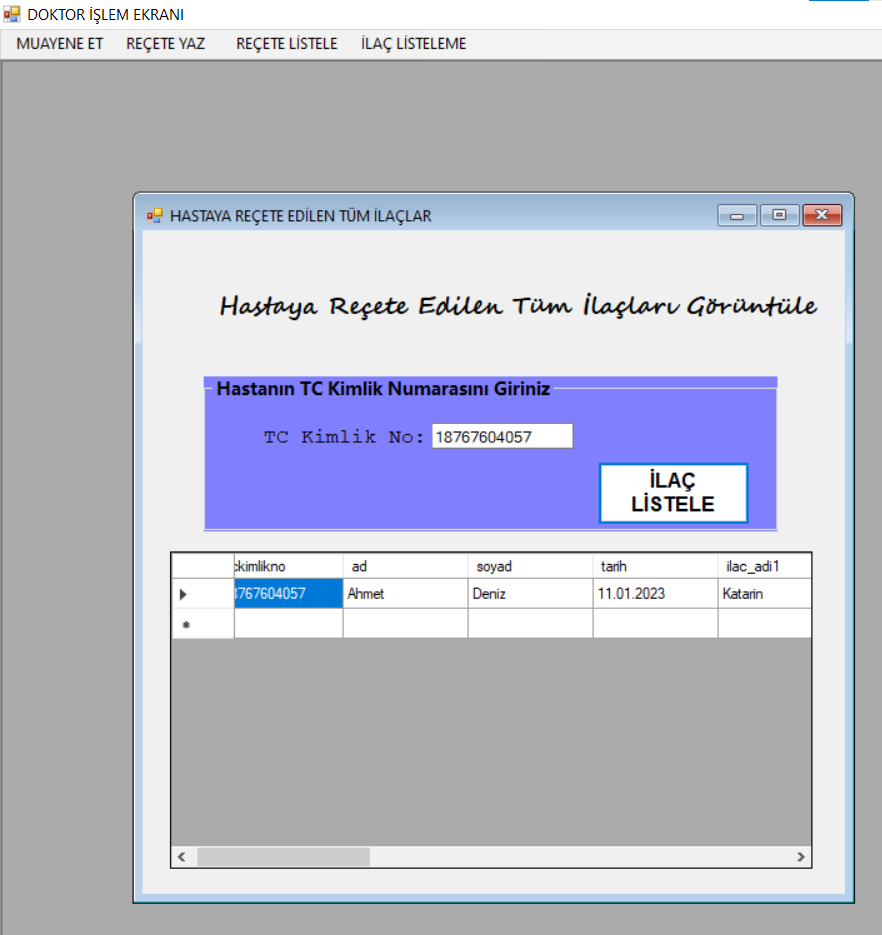 DOKTOR İŞLEM EKRANI
MUAYENE ET REÇETE YAZ REÇETE LİSTELE İLAÇ LİSTELEME
HASTAYA REÇETE EDİLEN TÜM İLAÇLAR
Hastaya Reçete Edilen Tüm İlaçları Görüntüle
Hastanın TC Kimlik Numarasını Giriniz
TC Kimlik No: 18767604057
İLAÇ
LİSTELE
ckimlikno ad soyad tarih ilac_adi1
8767604057 Ahmet Deniz 11.01.2023 Katarin